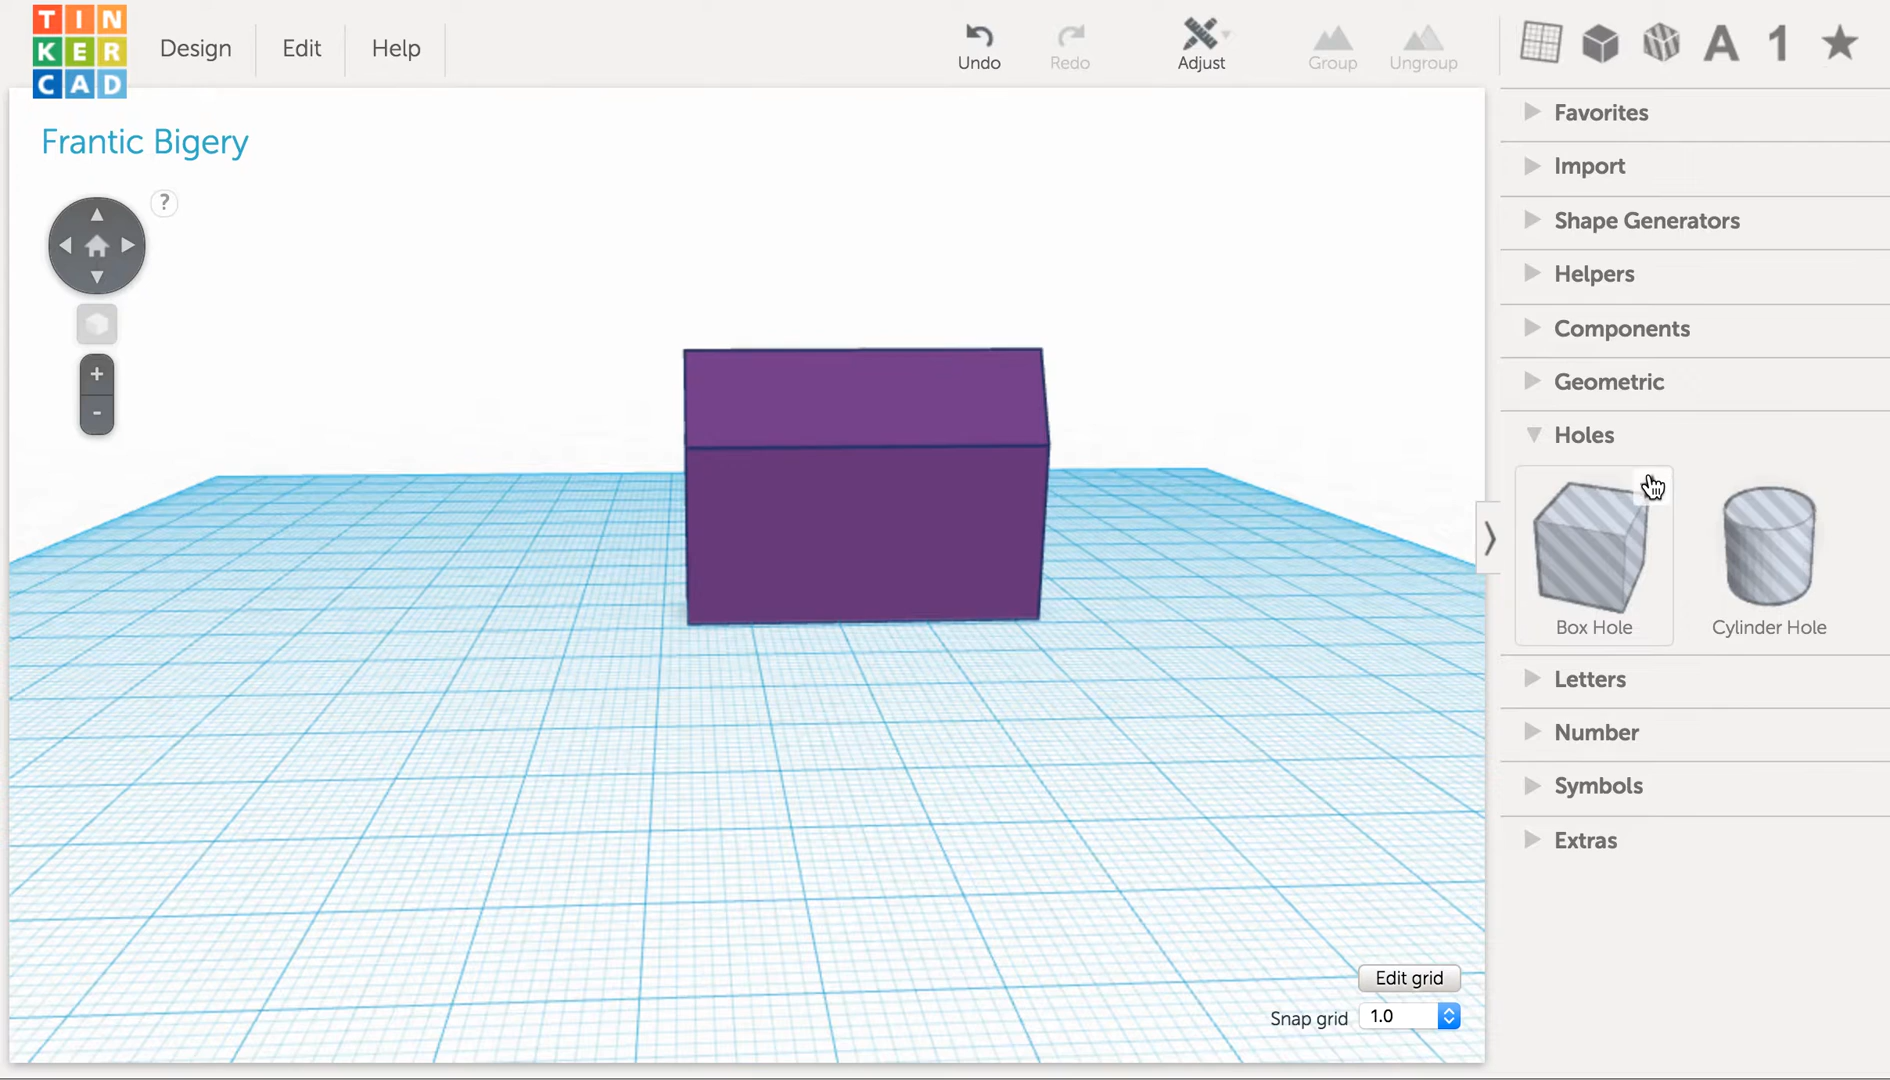 TIN
KER
CAD
Design
Edit
Help
Undo
Redo
Adjust
Group
Ungroup
A
1
Frantic Bigery
?
+
-
Favorites
Import
Shape Generators
Helpers
Components
Geometric
Holes
Box Hole
Cylinder Hole
Letters
Number
Symbols
Extras
Edit grid
Snap grid
1.0